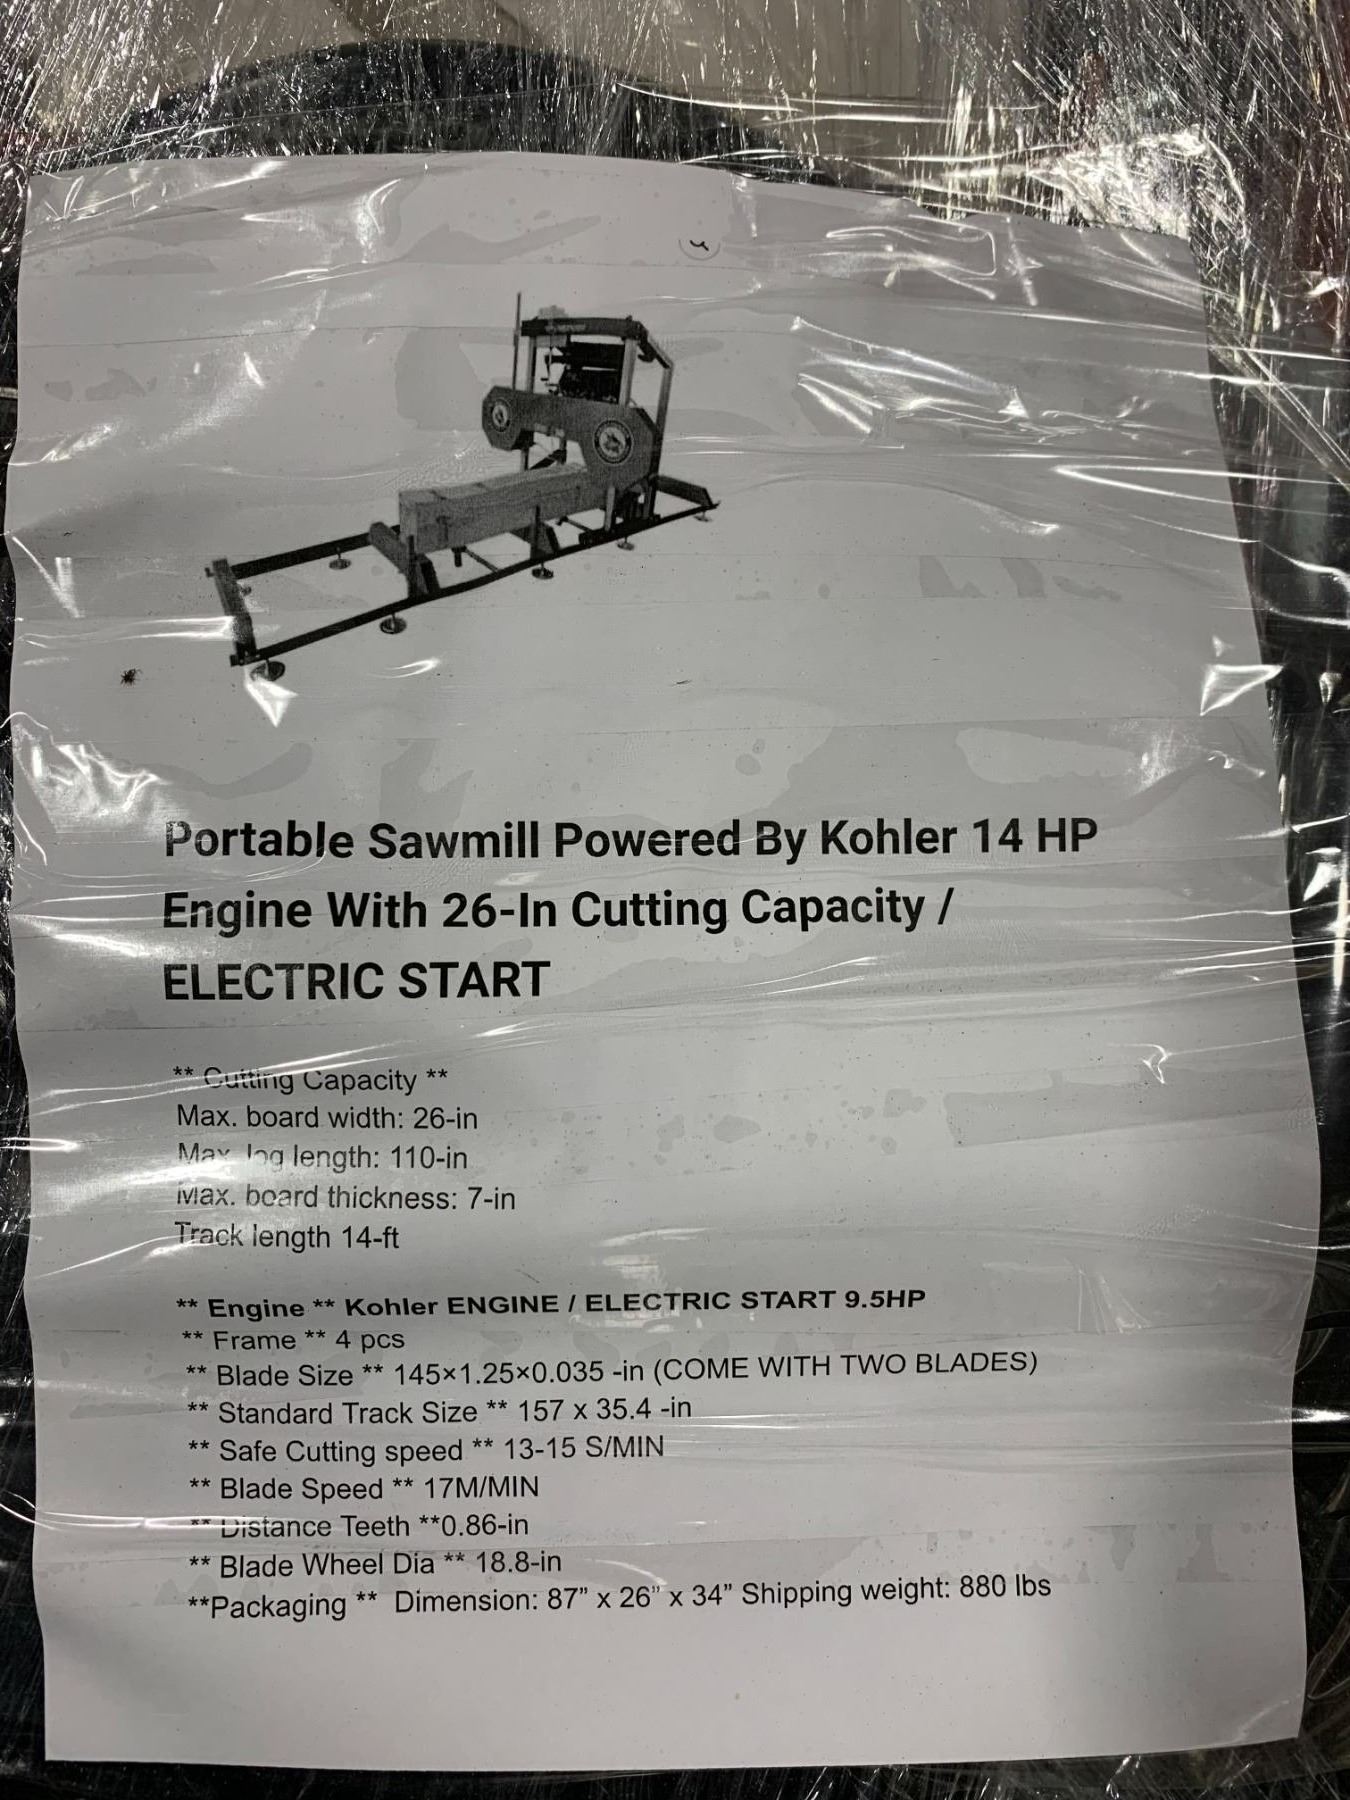 Portable Sawmill Powered By Kohler 14 HP
Engine With 26-In Cutting Capacity /
ELECTRIC START
** Cutting Capacity **
Max. board width: 26-in
Max. log length: 110-in
Max. board thickness: 7-in
Track length 14-ft
** Engine ** Kohler ENGINE / ELECTRIC START 9.5HP
** Frame ** 4 pcs
** Blade Size ** 145×1.25×0.035 -in (COME WITH TWO BLADES)
** Standard Track Size ** 157 x 35.4 -in
** Safe Cutting speed ** 13-15 S/MIN
** Blade Speed ** 17M/MIN
** Distance Teeth **0.86-in
** Blade Wheel Dia ** 18.8-in
**Packaging ** Dimension: 87” x 26” x 34” Shipping weight: 880 lbs